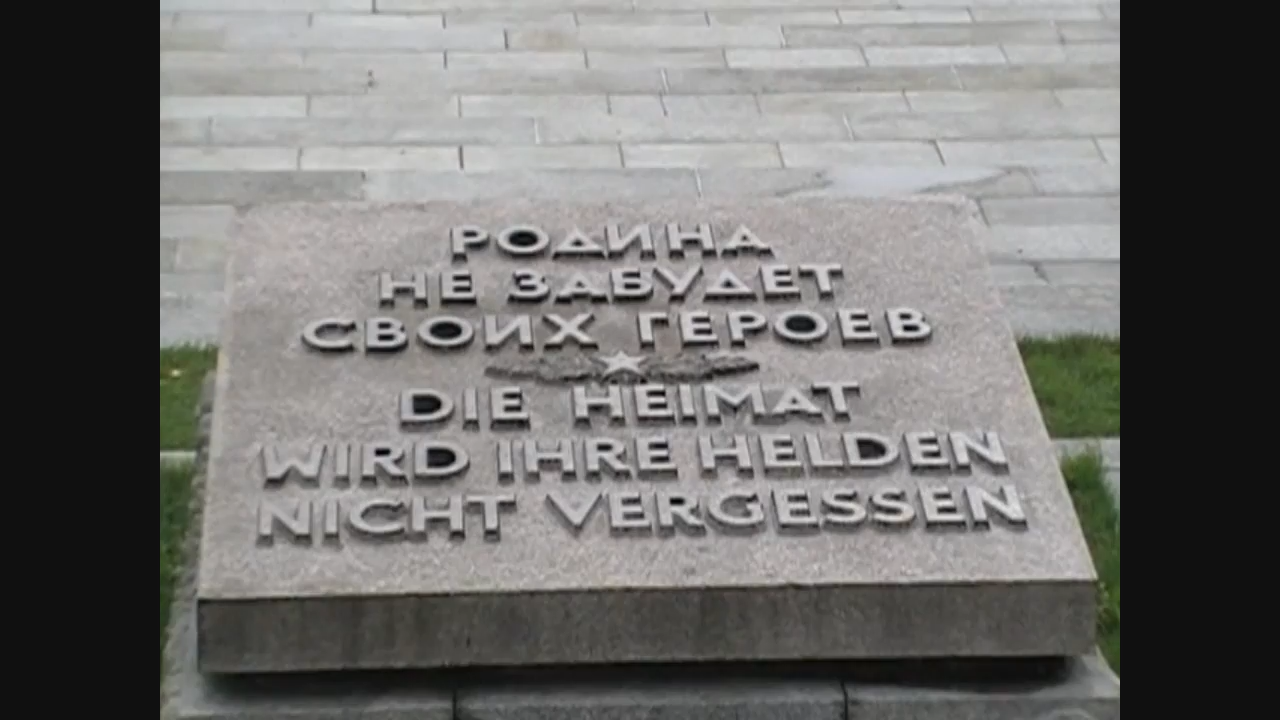 РОДИНА
НЕ ЗАБУДЕТ
СВОИХ ГЕРОЕВ
DIE HEIMAT
WIRD IHRE HELDEN
NICHT VERGESSEN